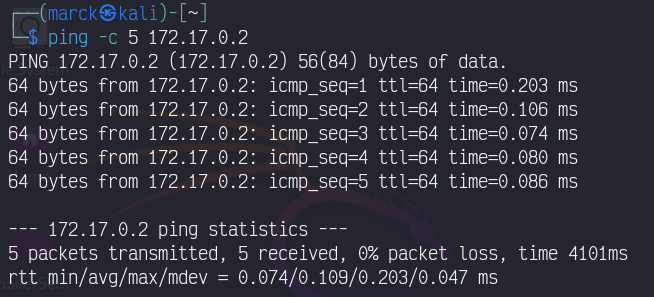 ┌──(marck㉿kali)-[~]
└─$ ping -c 5 172.17.0.2
PING 172.17.0.2 (172.17.0.2) 56(84) bytes of data.
64 bytes from 172.17.0.2: icmp_seq=1 ttl=64 time=0.203 ms
64 bytes from 172.17.0.2: icmp_seq=2 ttl=64 time=0.106 ms
64 bytes from 172.17.0.2: icmp_seq=3 ttl=64 time=0.074 ms
64 bytes from 172.17.0.2: icmp_seq=4 ttl=64 time=0.080 ms
64 bytes from 172.17.0.2: icmp_seq=5 ttl=64 time=0.086 ms

--- 172.17.0.2 ping statistics ---
5 packets transmitted, 5 received, 0% packet loss, time 4101ms
rtt min/avg/max/mdev = 0.074/0.109/0.203/0.047 ms